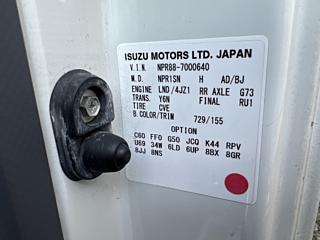 ISUZU MOTORS LTD. JAPAN
V.I.N. NPR88-7000640
M.D. NPR1SN H AD/BJ
ENGINE LND/4JZ1 RR AXLE G73
TRANS. Y6N FINAL RU1
TIRE CVE
B.COLOR/TRIM 729/155
OPTION
C60 FF0 G50 JCQ K44 RPV
U69 34W 6LD 6UP 8BX 8GR
8JJ 8NS